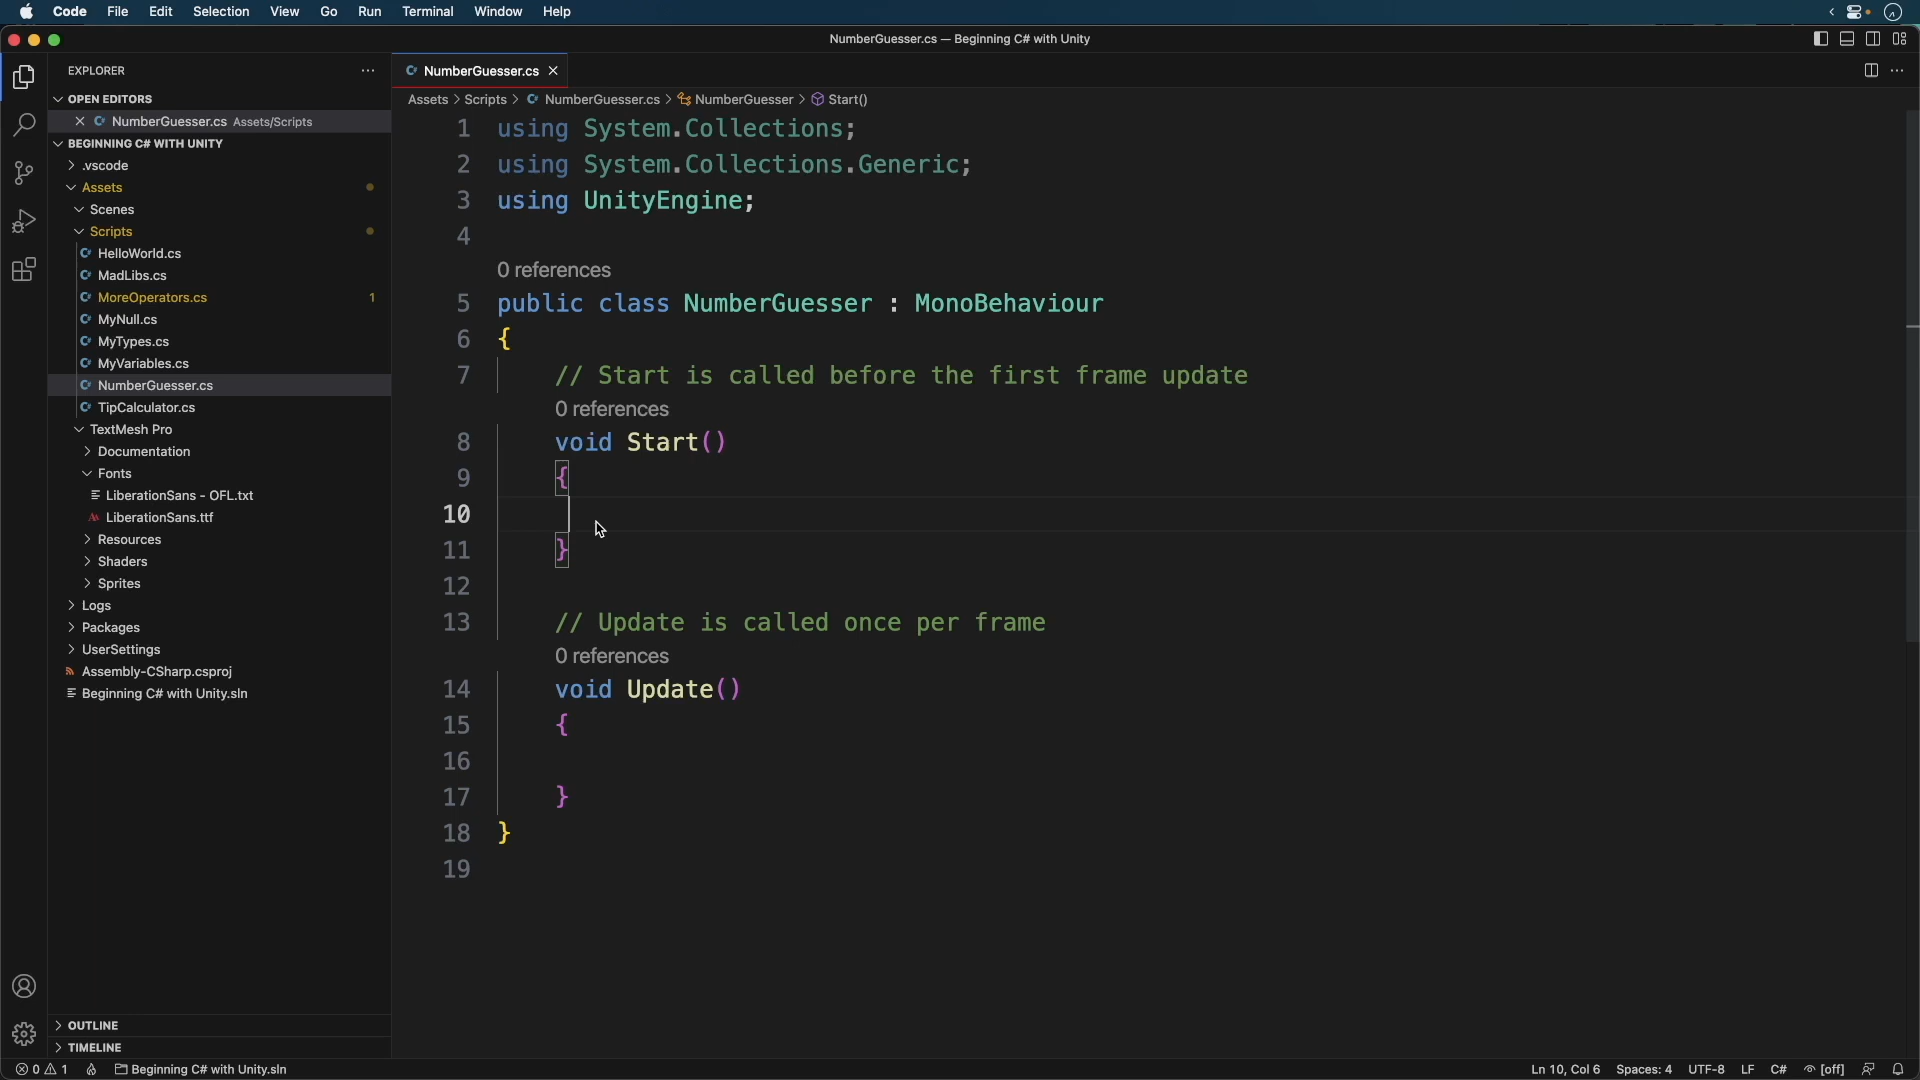 Code File Edit Selection View Go Run Terminal Window Help
NumberGuesser.cs — Beginning C# with Unity
EXPLORER
OPEN EDITORS
NumberGuesser.cs Assets/Scripts
BEGINNING C# WITH UNITY
.vscode
Assets
Scenes
Scripts
HelloWorld.cs
MadLibs.cs
MoreOperators.cs 1
MyNull.cs
MyTypes.cs
MyVariables.cs
NumberGuesser.cs
TipCalculator.cs
TextMesh Pro
Documentation
Fonts
LiberationSans - OFL.txt
LiberationSans.ttf
Resources
Shaders
Sprites
Logs
Packages
UserSettings
Assembly-CSharp.csproj
Beginning C# with Unity.sln
OUTLINE
TIMELINE
NumberGuesser.cs
Assets > Scripts > NumberGuesser.cs > NumberGuesser > Start()
1 using System.Collections;
2 using System.Collections.Generic;
3 using UnityEngine;
4
0 references
5 public class NumberGuesser : MonoBehaviour
6 {
7 // Start is called before the first frame update
0 references
8 void Start()
9 {
10
11 }
12
13 // Update is called once per frame
0 references
14 void Update()
15 {
16
17 }
18 }
19
0 1 Beginning C# with Unity.sln Ln 10, Col 6 Spaces: 4 UTF-8 LF C# [off]